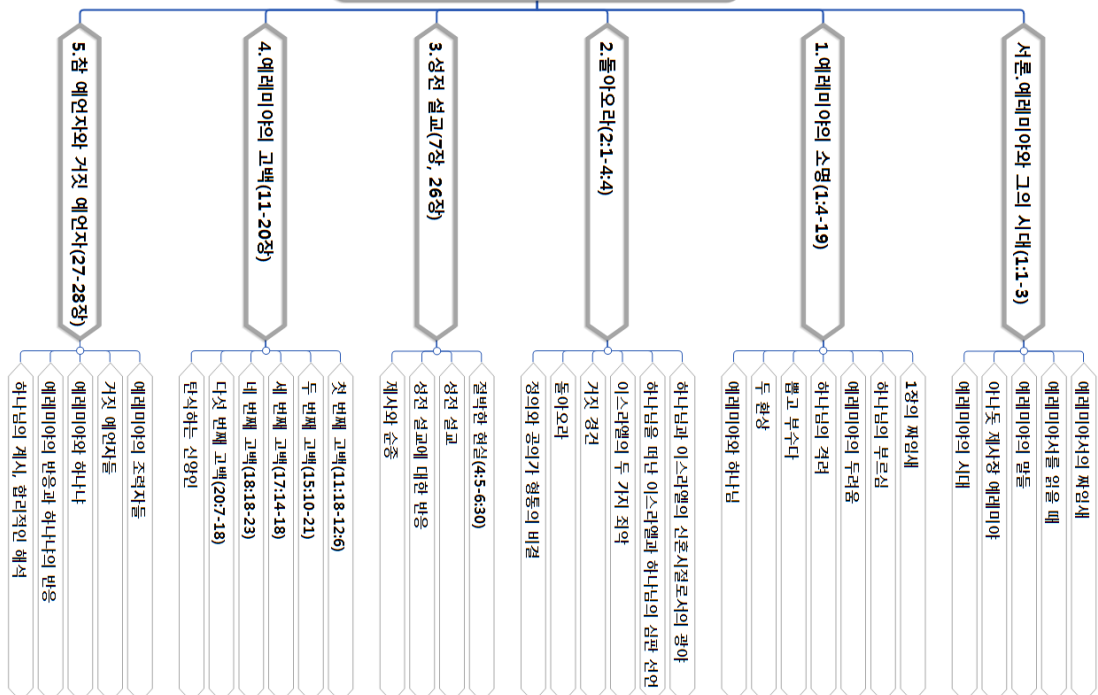 서론.예레미야와 그의 시대(1:1-3)
예레미야서의 짜임새
예레미야서를 읽을 때
예레미야의 말들
아나돗 제사장 예레미야
예레미야의 시대
1.예레미야의 소명(1:4-19)
1장의 짜임새
하나님의 부르심
예레미야의 두려움
하나님의 격려
뽑고 부수다
두 환상
예레미야와 하나님
2.돌아오라(2:1-4:4)
하나님과 이스라엘의 신혼시절로서의 광야
하나님을 떠난 이스라엘과 하나님의 심판 선언
이스라엘의 두 가지 죄악
거짓 경건
돌아오라
정의와 공의가 형통의 비결
3.성전 설교(7장, 26장)
절박한 현실(4:5-6:30)
성전 설교
성전 설교에 대한 반응
제사와 순종
4.예레미야의 고백(11-20장)
첫 번째 고백(11:18-12:6)
두 번째 고백(15:10-21)
세 번째 고백(17:14-18)
네 번째 고백(18:18-23)
다섯 번째 고백(20:7-18)
탄식하는 신앙인
5.참 예언자와 거짓 예언자(27-28장)
예레미야의 조력자들
거짓 예언자들
예레미야와 하나냐
예레미야의 반응과 하나냐의 반응
하나님의 계시, 합리적인 해석